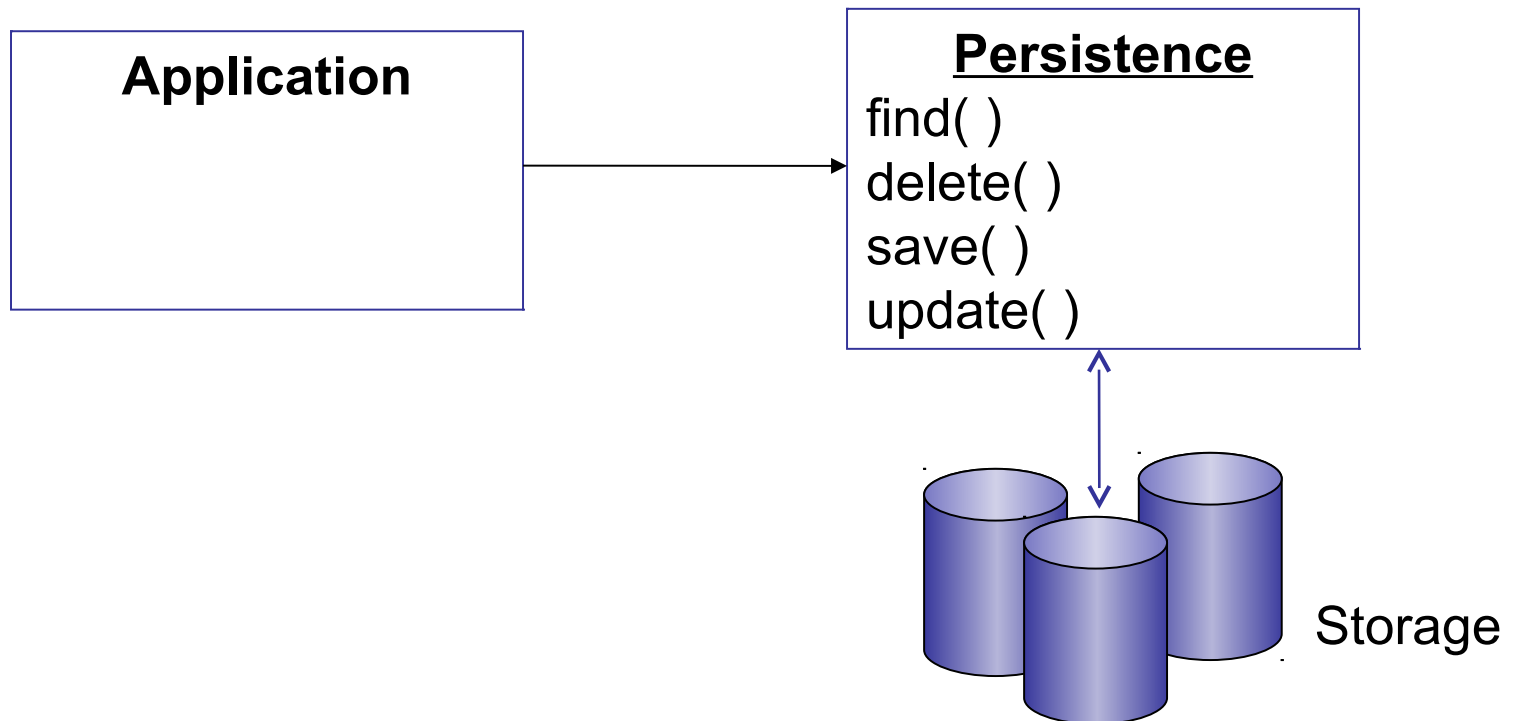 Application
Persistence
find( )
delete( )
save( )
update( )
Storage